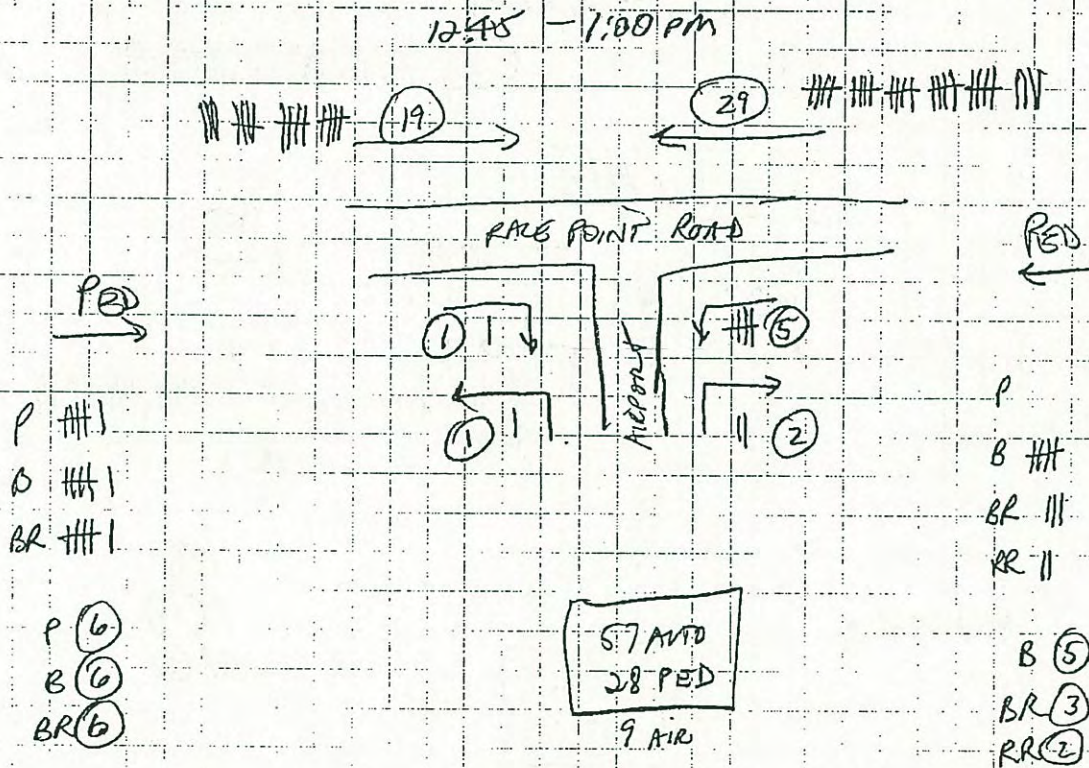 12:45 - 1:00 PM
19
29
RACE POINT ROAD
PED
PED
1
5
AIRPORT
1
2
P
B
BR
P
B
BR
RR
P 6
B 6
BR 6
57 AUTO
28 PED
9 AIR
B 5
BR 3
RR 2